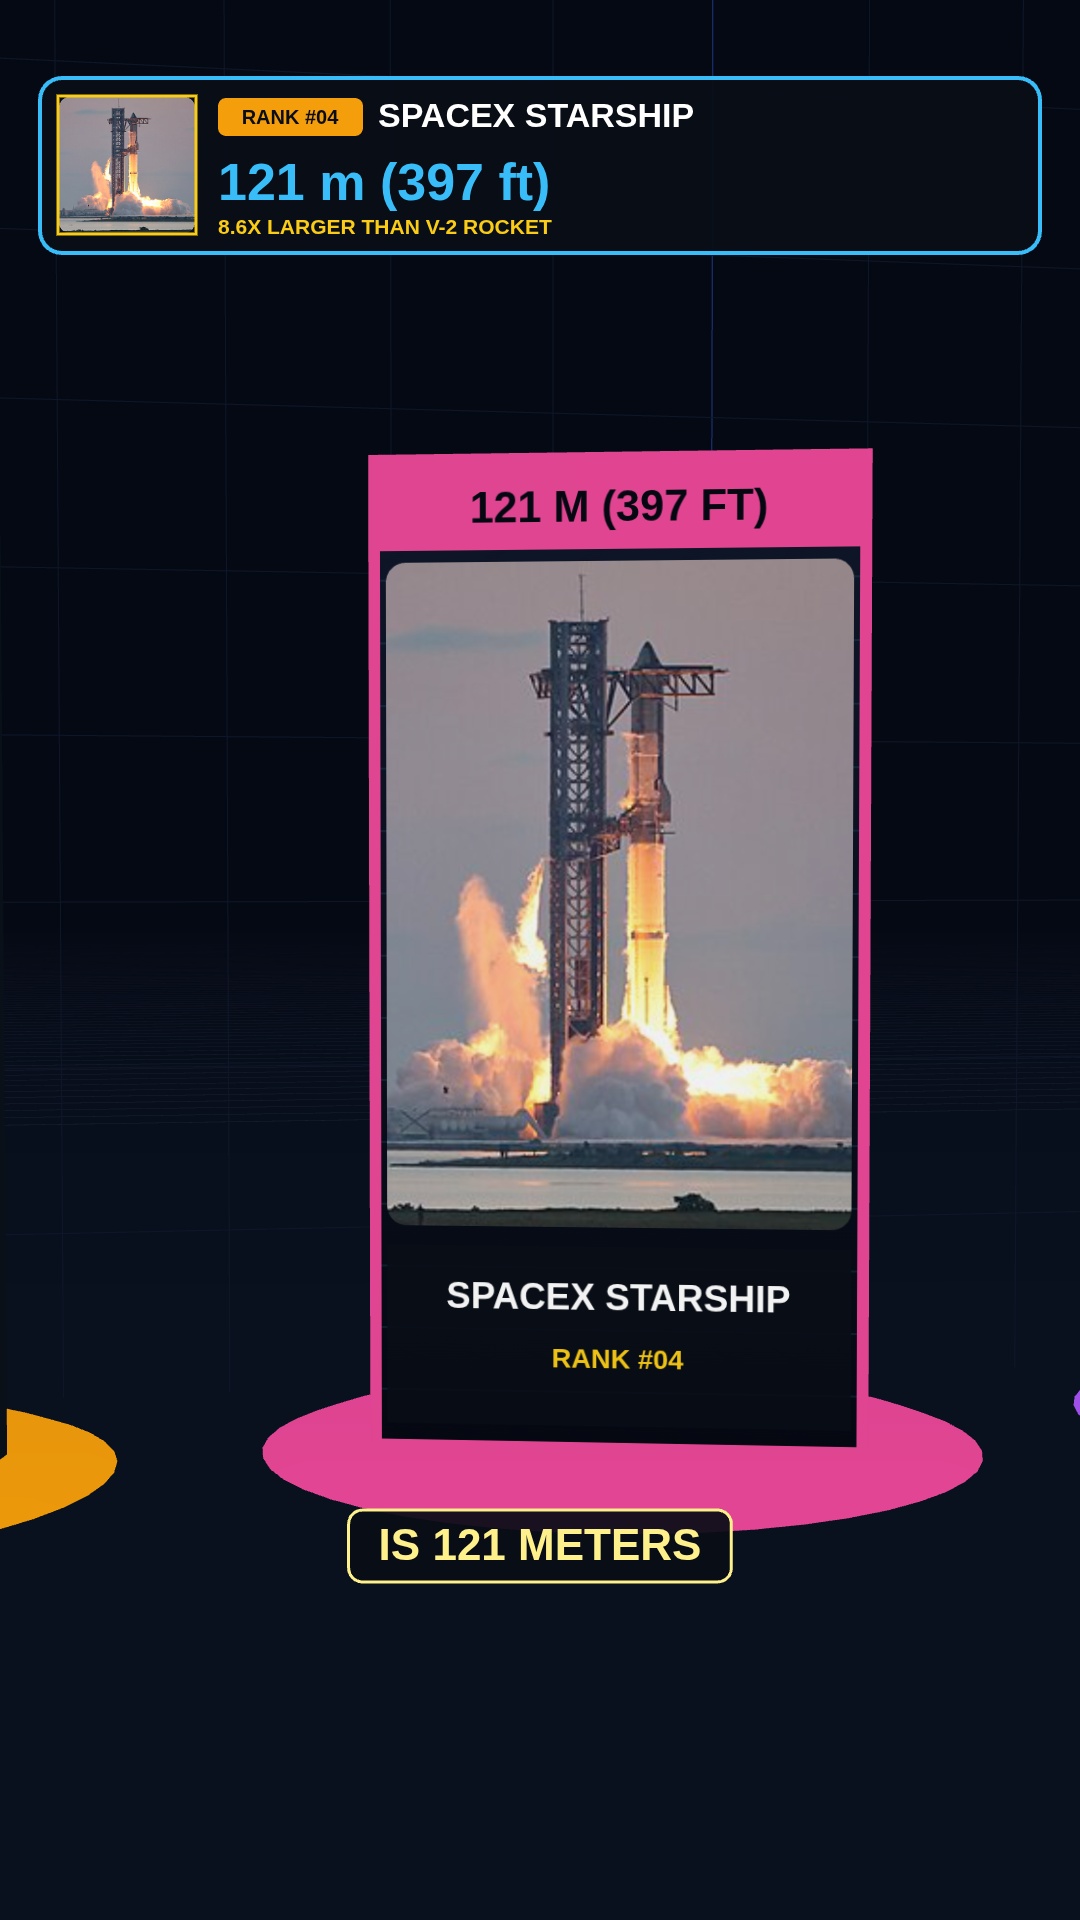 RANK #04
SPACEX STARSHIP
121 m (397 ft)
8.6X LARGER THAN V-2 ROCKET
121 M (397 FT)
SPACEX STARSHIP
RANK #04
IS 121 METERS